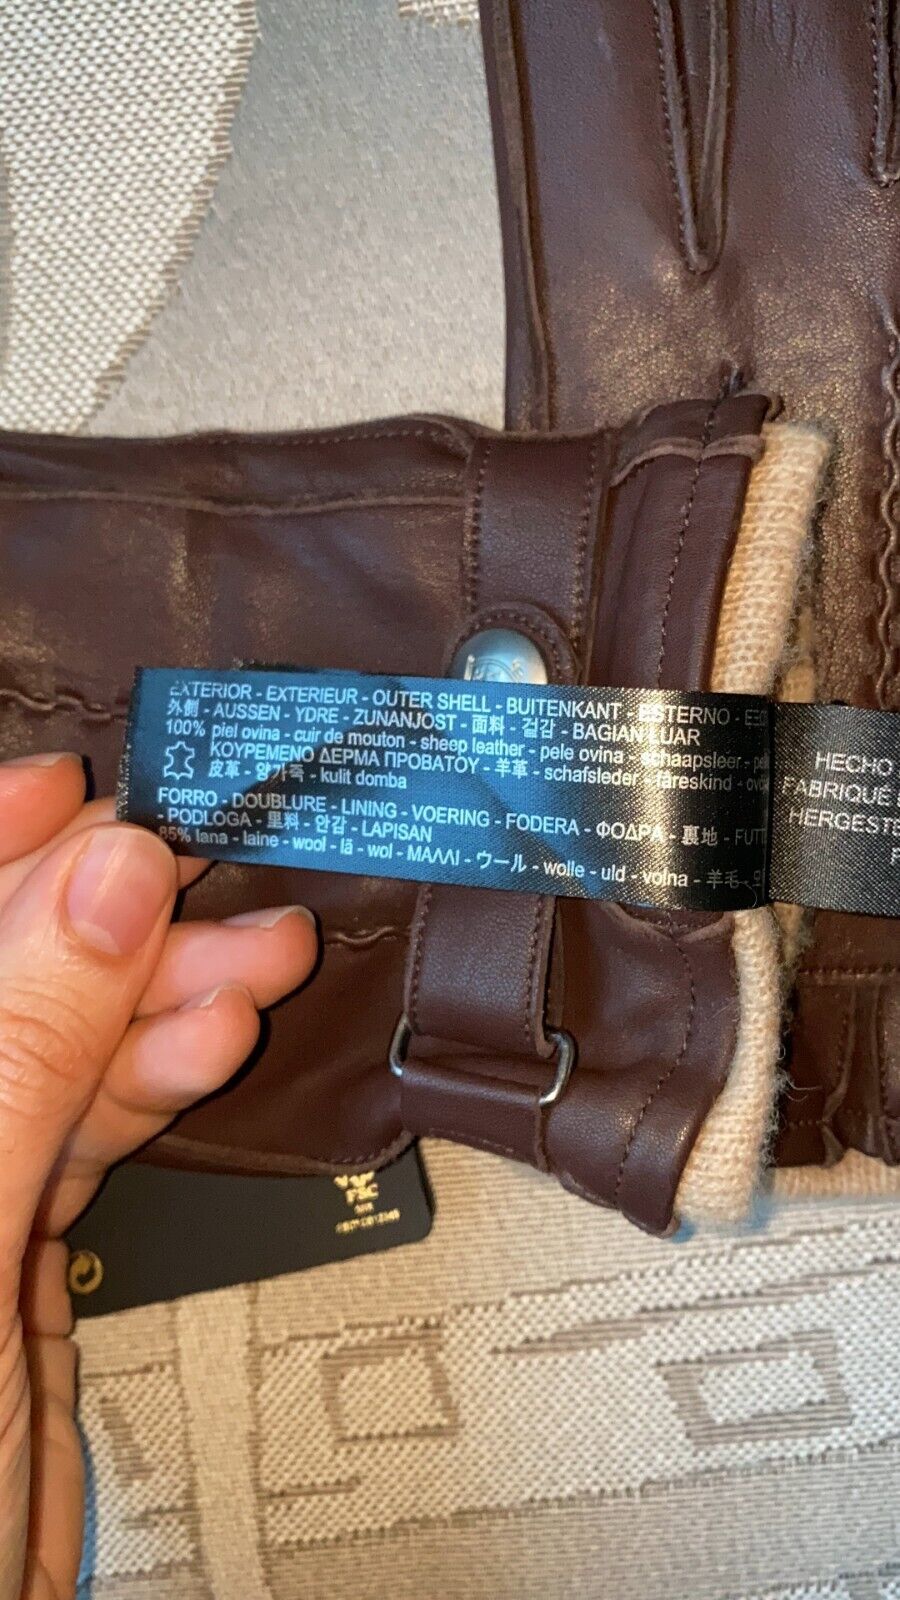 EXTERIOR - EXTERIEUR - OUTER SHELL - BUITENKANT - ESTERNO -
外側 - AUSSEN - YDRE - ZUNANJOST - 面料 - 겉감 - BAGIAN LUAR
100% piel ovina - cuir de mouton - sheep leather - pele ovina - schaapsleer -
ΚΟΥΡΕΜΕΝΟ ΔΕΡΜΑ ΠΡΟΒΑΤΟΥ - 羊革 - schafsleder - fåreskind -
皮革 - 양가죽 - kulit domba
FORRO - DOUBLURE - LINING - VOERING - FODERA - ΦΟΔΡΑ - 裏地 -
- PODLOGA - 里料 - 안감 - LAPISAN
85% lana - laine - wool - lã - wol - ΜΑΛΛΙ - ウール - wolle - uld - volna - 羊毛 -
HECHO
FABRIQUÉ
FSC